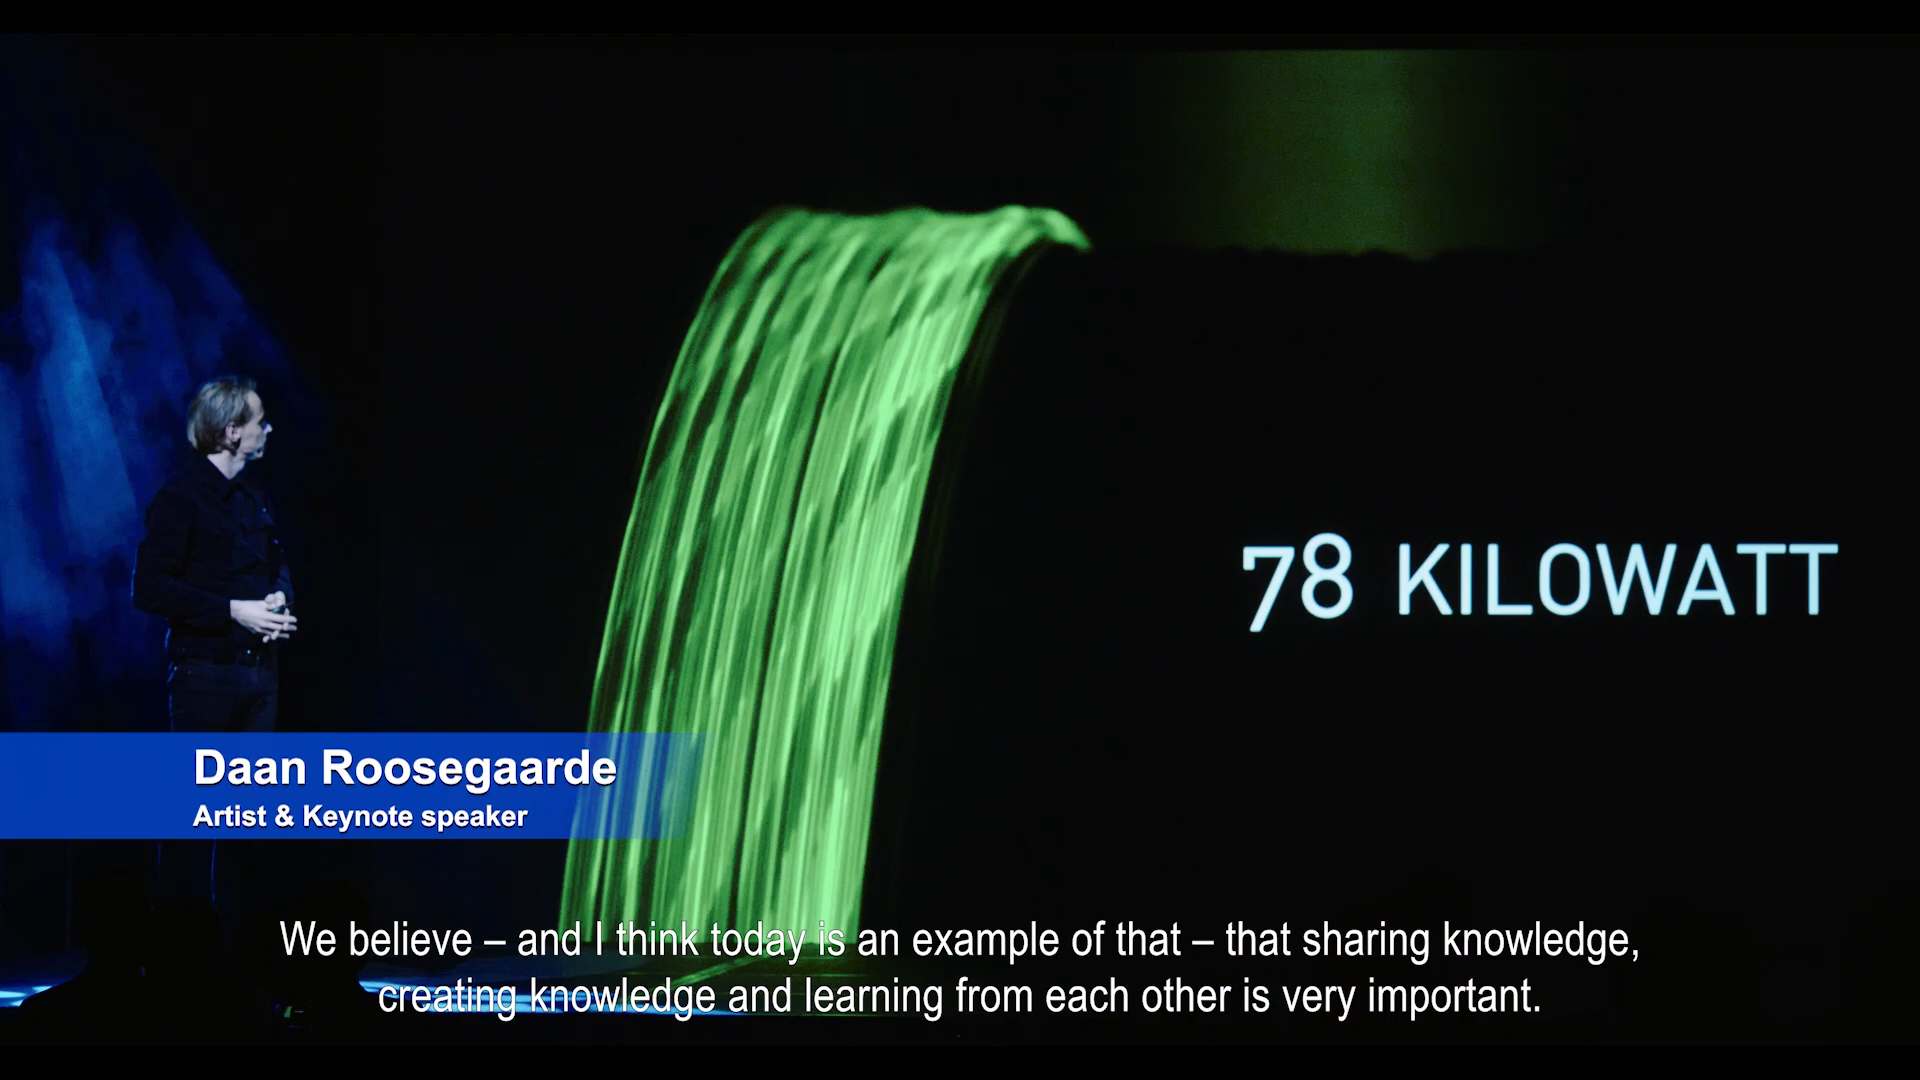 78 KILOWATT
Daan Roosegaarde
Artist & Keynote speaker
We believe – and I think today is an example of that – that sharing knowledge,
creating knowledge and learning from each other is very important.